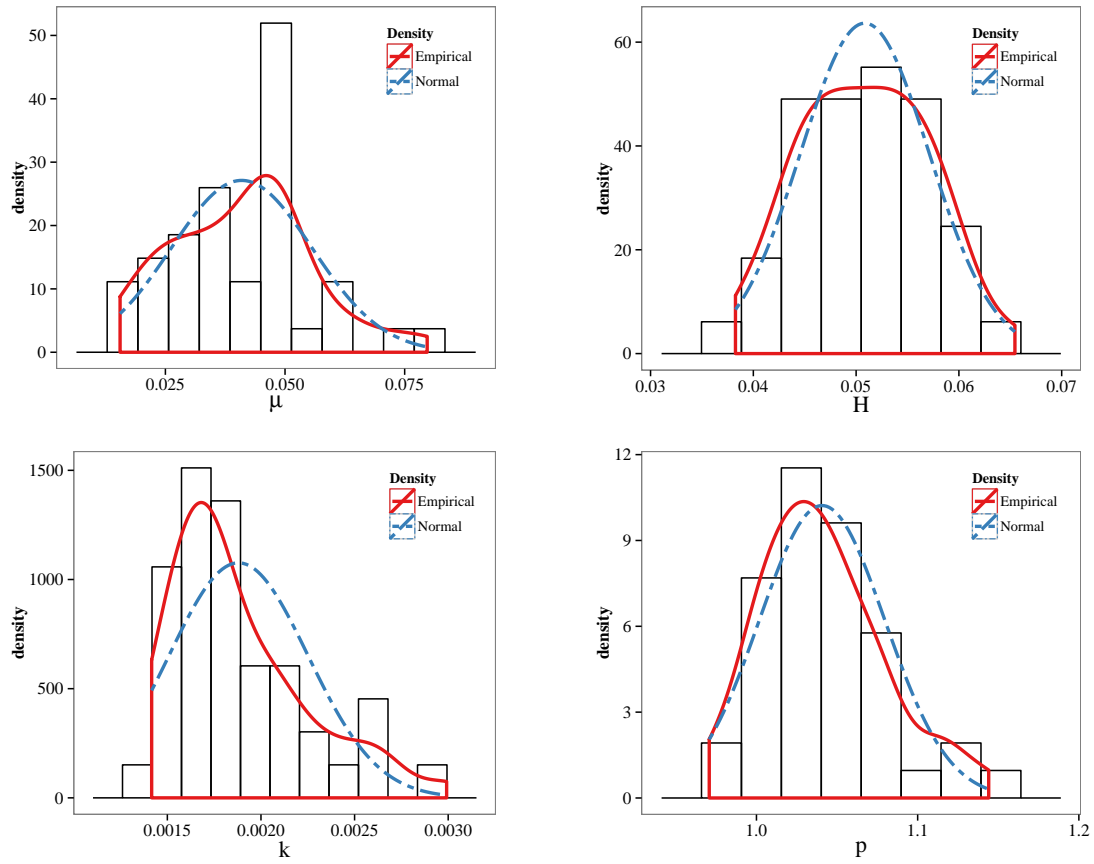 Density
Empirical
Normal
density
50
40
30
20
10
0
0.025 0.050 0.075
μ
Density
Empirical
Normal
density
60
40
20
0
0.03 0.04 0.05 0.06 0.07
H
Density
Empirical
Normal
density
1500
1000
500
0
0.0015 0.0020 0.0025 0.0030
k
Density
Empirical
Normal
density
12
9
6
3
0
1.0 1.1 1.2
p